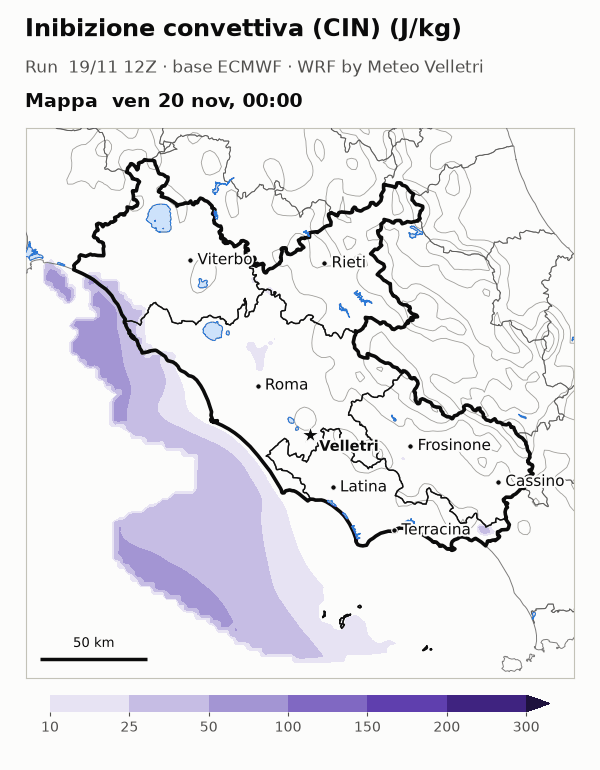 Inibizione convettiva (CIN) (J/kg)
Run  19/11 12Z · base ECMWF · WRF by Meteo Velletri
Mappa  ven 20 nov, 00:00
Viterbo
Rieti
Roma
Velletri
Frosinone
Cassino
Latina
Terracina
50 km
10 25 50 100 150 200 300